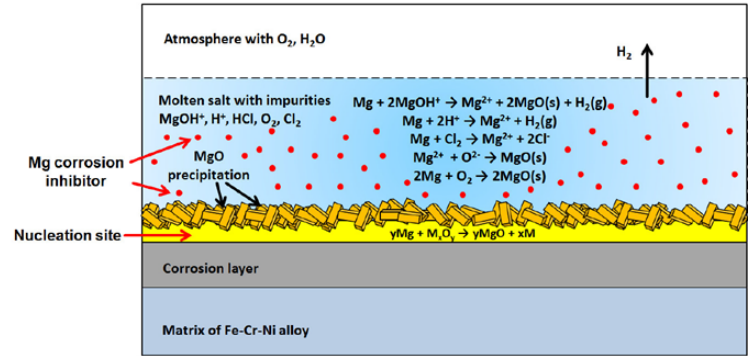 Atmosphere with O₂, H₂O
H₂
Molten salt with impurities
MgOH⁺, H⁺, HCl, O₂, Cl₂
Mg + 2MgOH⁺ → Mg²⁺ + 2MgO(s) + H₂(g)
Mg + 2H⁺ → Mg²⁺ + H₂(g)
Mg + Cl₂ → Mg²⁺ + 2Cl⁻
Mg²⁺ + O²⁻ → MgO(s)
2Mg + O₂ → 2MgO(s)
Mg corrosion
inhibitor
MgO
precipitation
Nucleation site
yMg + MₓOᵧ → yMgO + xM
Corrosion layer
Matrix of Fe-Cr-Ni alloy